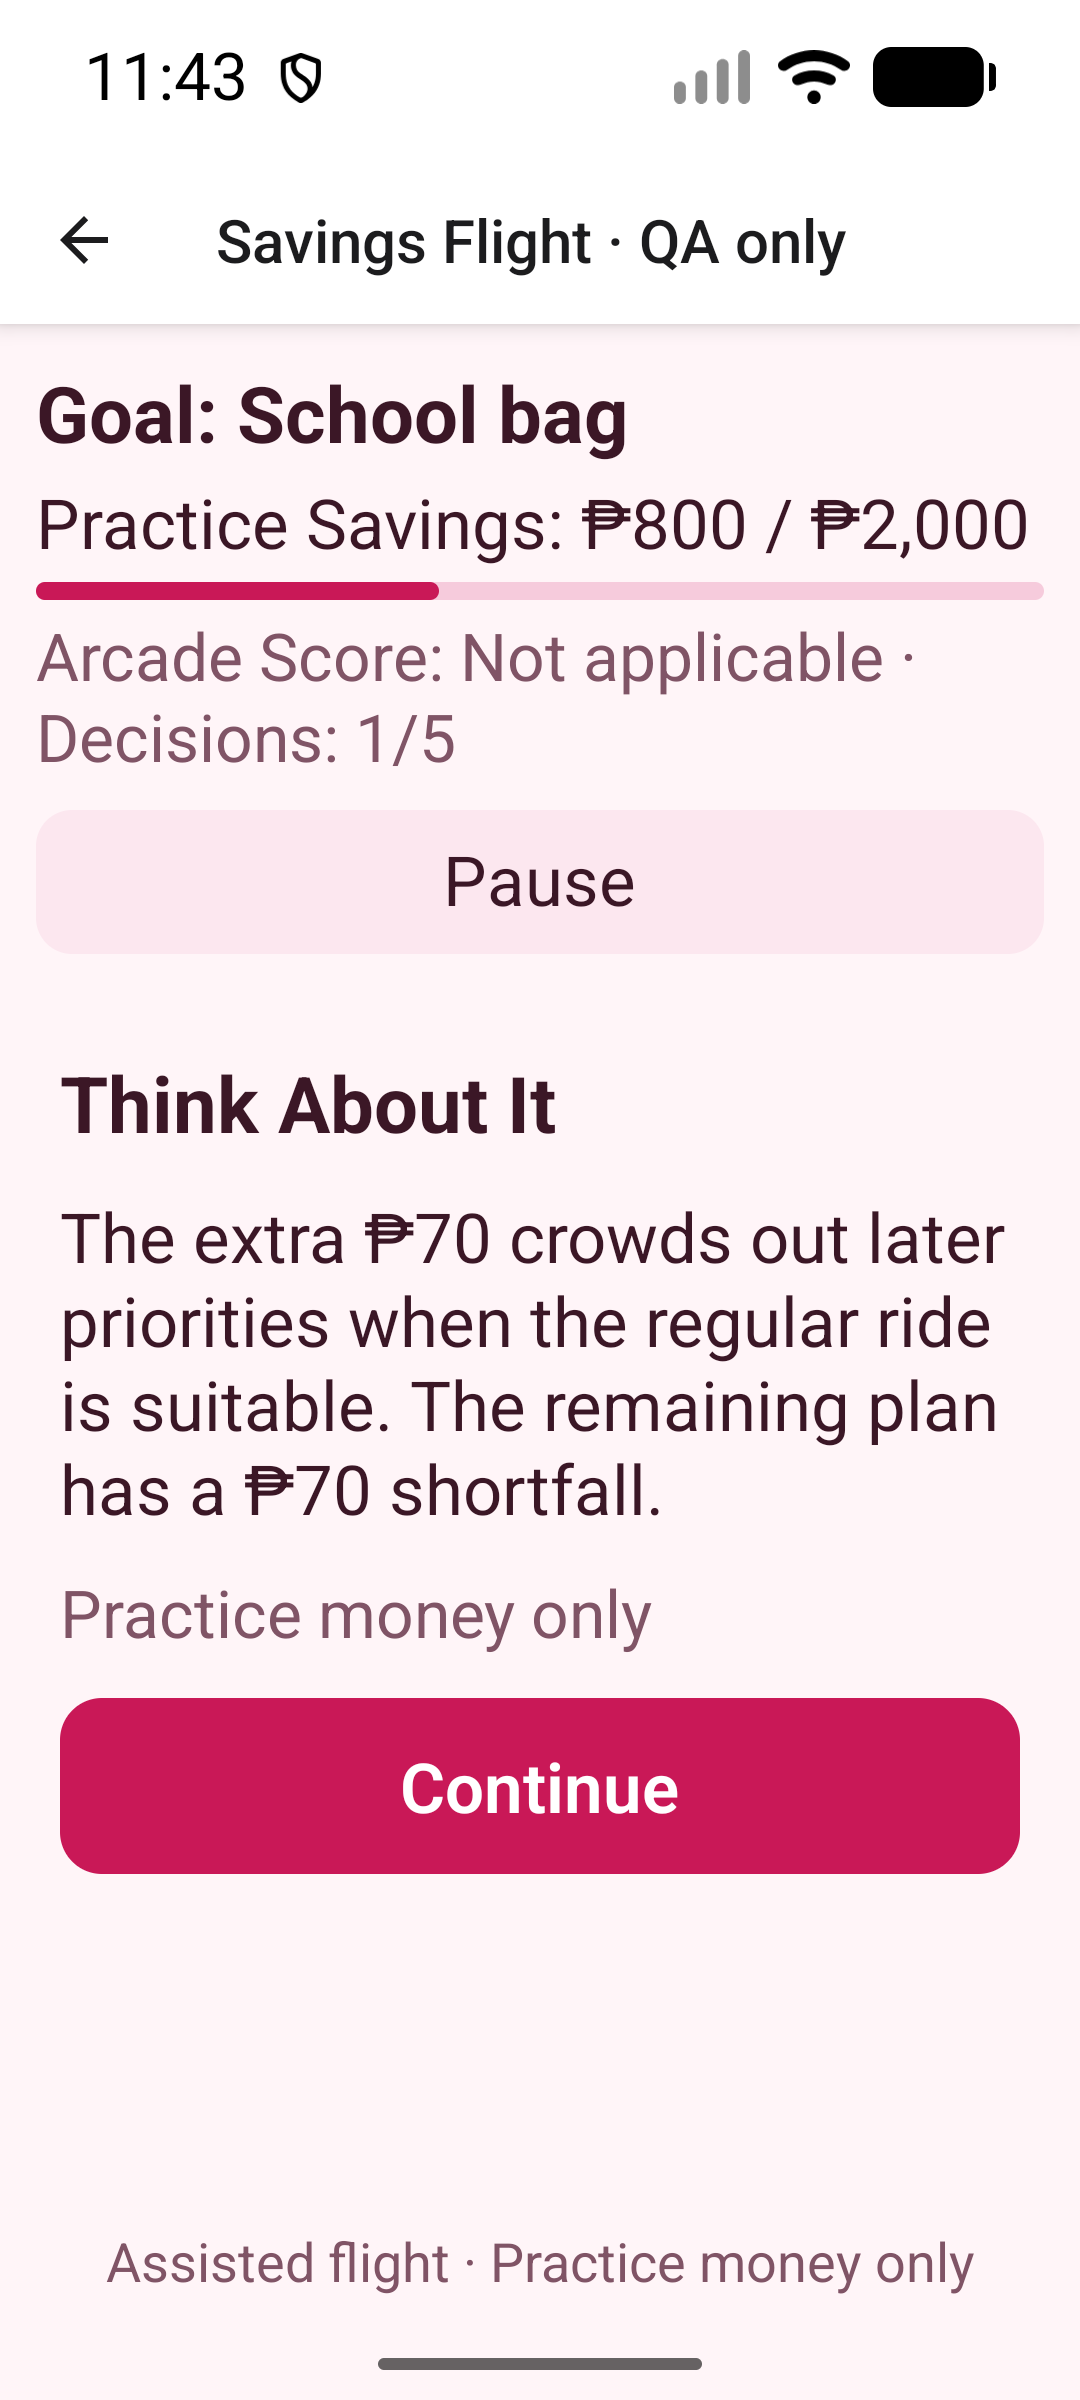 11:43
Savings Flight · QA only
Goal: School bag
Practice Savings: ₱800 / ₱2,000
Arcade Score: Not applicable ·
Decisions: 1/5
Pause
Think About It
The extra ₱70 crowds out later
priorities when the regular ride
is suitable. The remaining plan
has a ₱70 shortfall.
Practice money only
Continue
Assisted flight · Practice money only